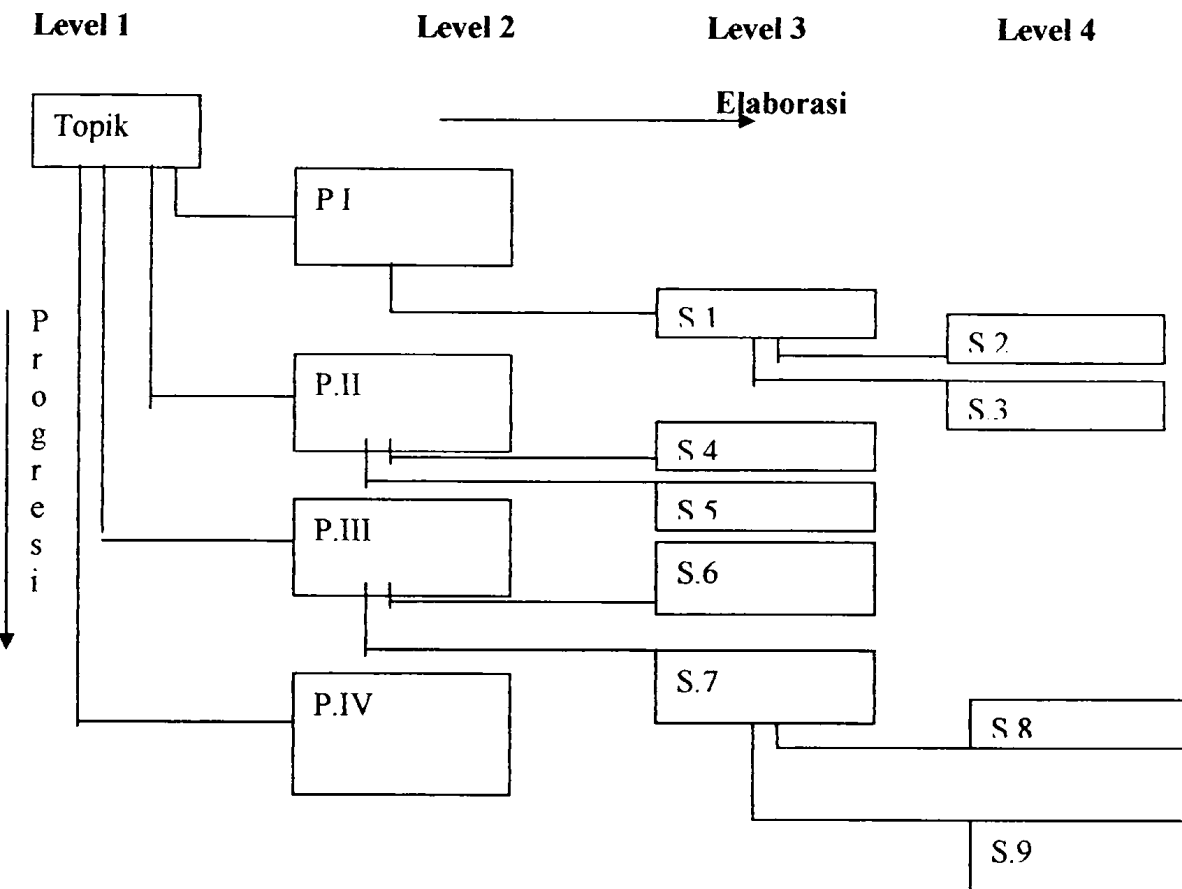 Level 1
Level 2
Level 3
Level 4
Elaborasi
Topik
P I
S 1
S 2
P.II
S.3
S 4
S 5
P.III
S.6
S.7
P.IV
S 8
S.9
P
r
o
g
r
e
s
i